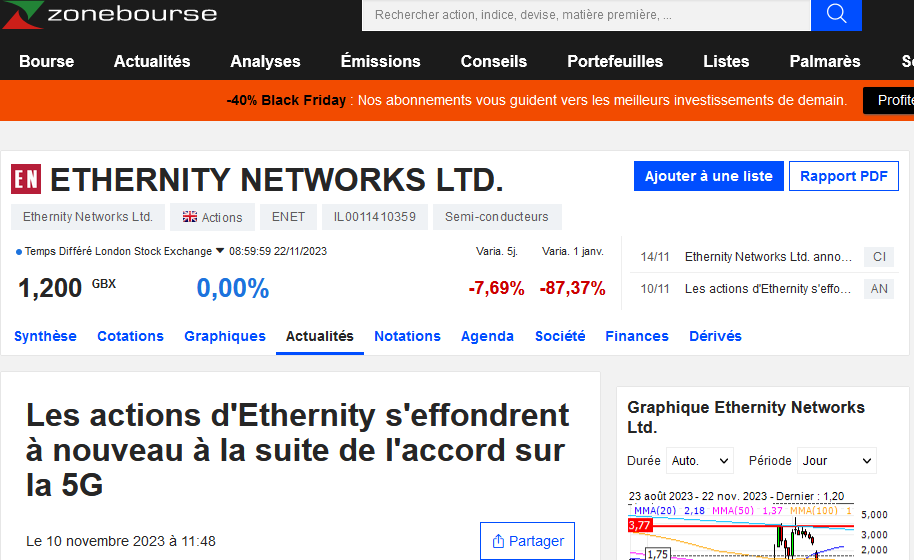 zonebourse
Rechercher action, indice, devise, matière première, ...
Bourse Actualités Analyses Émissions Conseils Portefeuilles Listes Palmarès
-40% Black Friday : Nos abonnements vous guident vers les meilleurs investissements de demain. Profite
EN ETHERNITY NETWORKS LTD.
Ajouter à une liste Rapport PDF
Ethernity Networks Ltd. Actions ENET IL0011410359 Semi-conducteurs
Temps Différé London Stock Exchange 08:59:59 22/11/2023 Varia. 5j. Varia. 1 janv.
1,200 GBX 0,00% -7,69% -87,37%
14/11 Ethernity Networks Ltd. anno... CI
10/11 Les actions d'Ethernity s'effo... AN
Synthèse Cotations Graphiques Actualités Notations Agenda Société Finances Dérivés
Les actions d'Ethernity s'effondrent
à nouveau à la suite de l'accord sur
la 5G
Le 10 novembre 2023 à 11:48
Partager
Graphique Ethernity Networks
Ltd.
Durée Auto. Période Jour
23 août 2023 - 22 nov. 2023 - Dernier : 1,20
MMA(20) 2,18 MMA(50) 1,37 MMA(100) 1
5,000
3,77
3,000
1,75
2,000